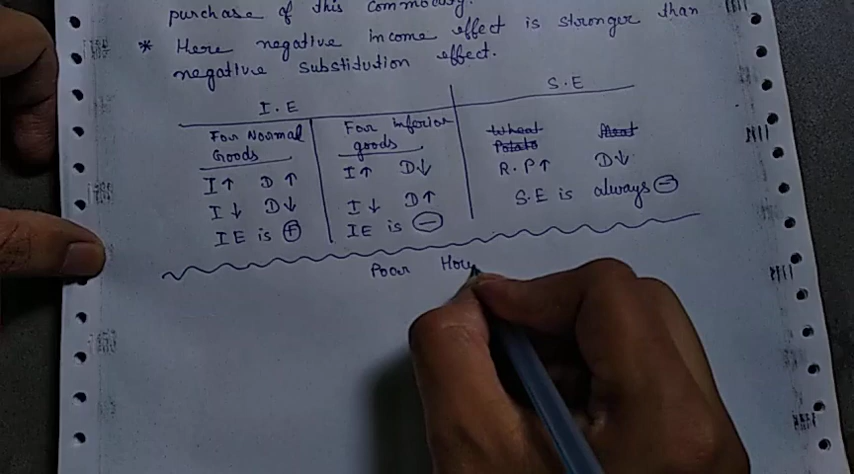 purchase of this commodity.
* Here negative income effect is stronger than
negative substitution effect.
I.E
S.E
For Normal
Goods
For inferior
goods
I↑ D↑
I↑ D↓
I↓ D↓
I↓ D↑
IE is ⊕
IE is ⊖
Wheat Meat
Potato
R.P↑ D↓
S.E is always ⊖
Poor Hou